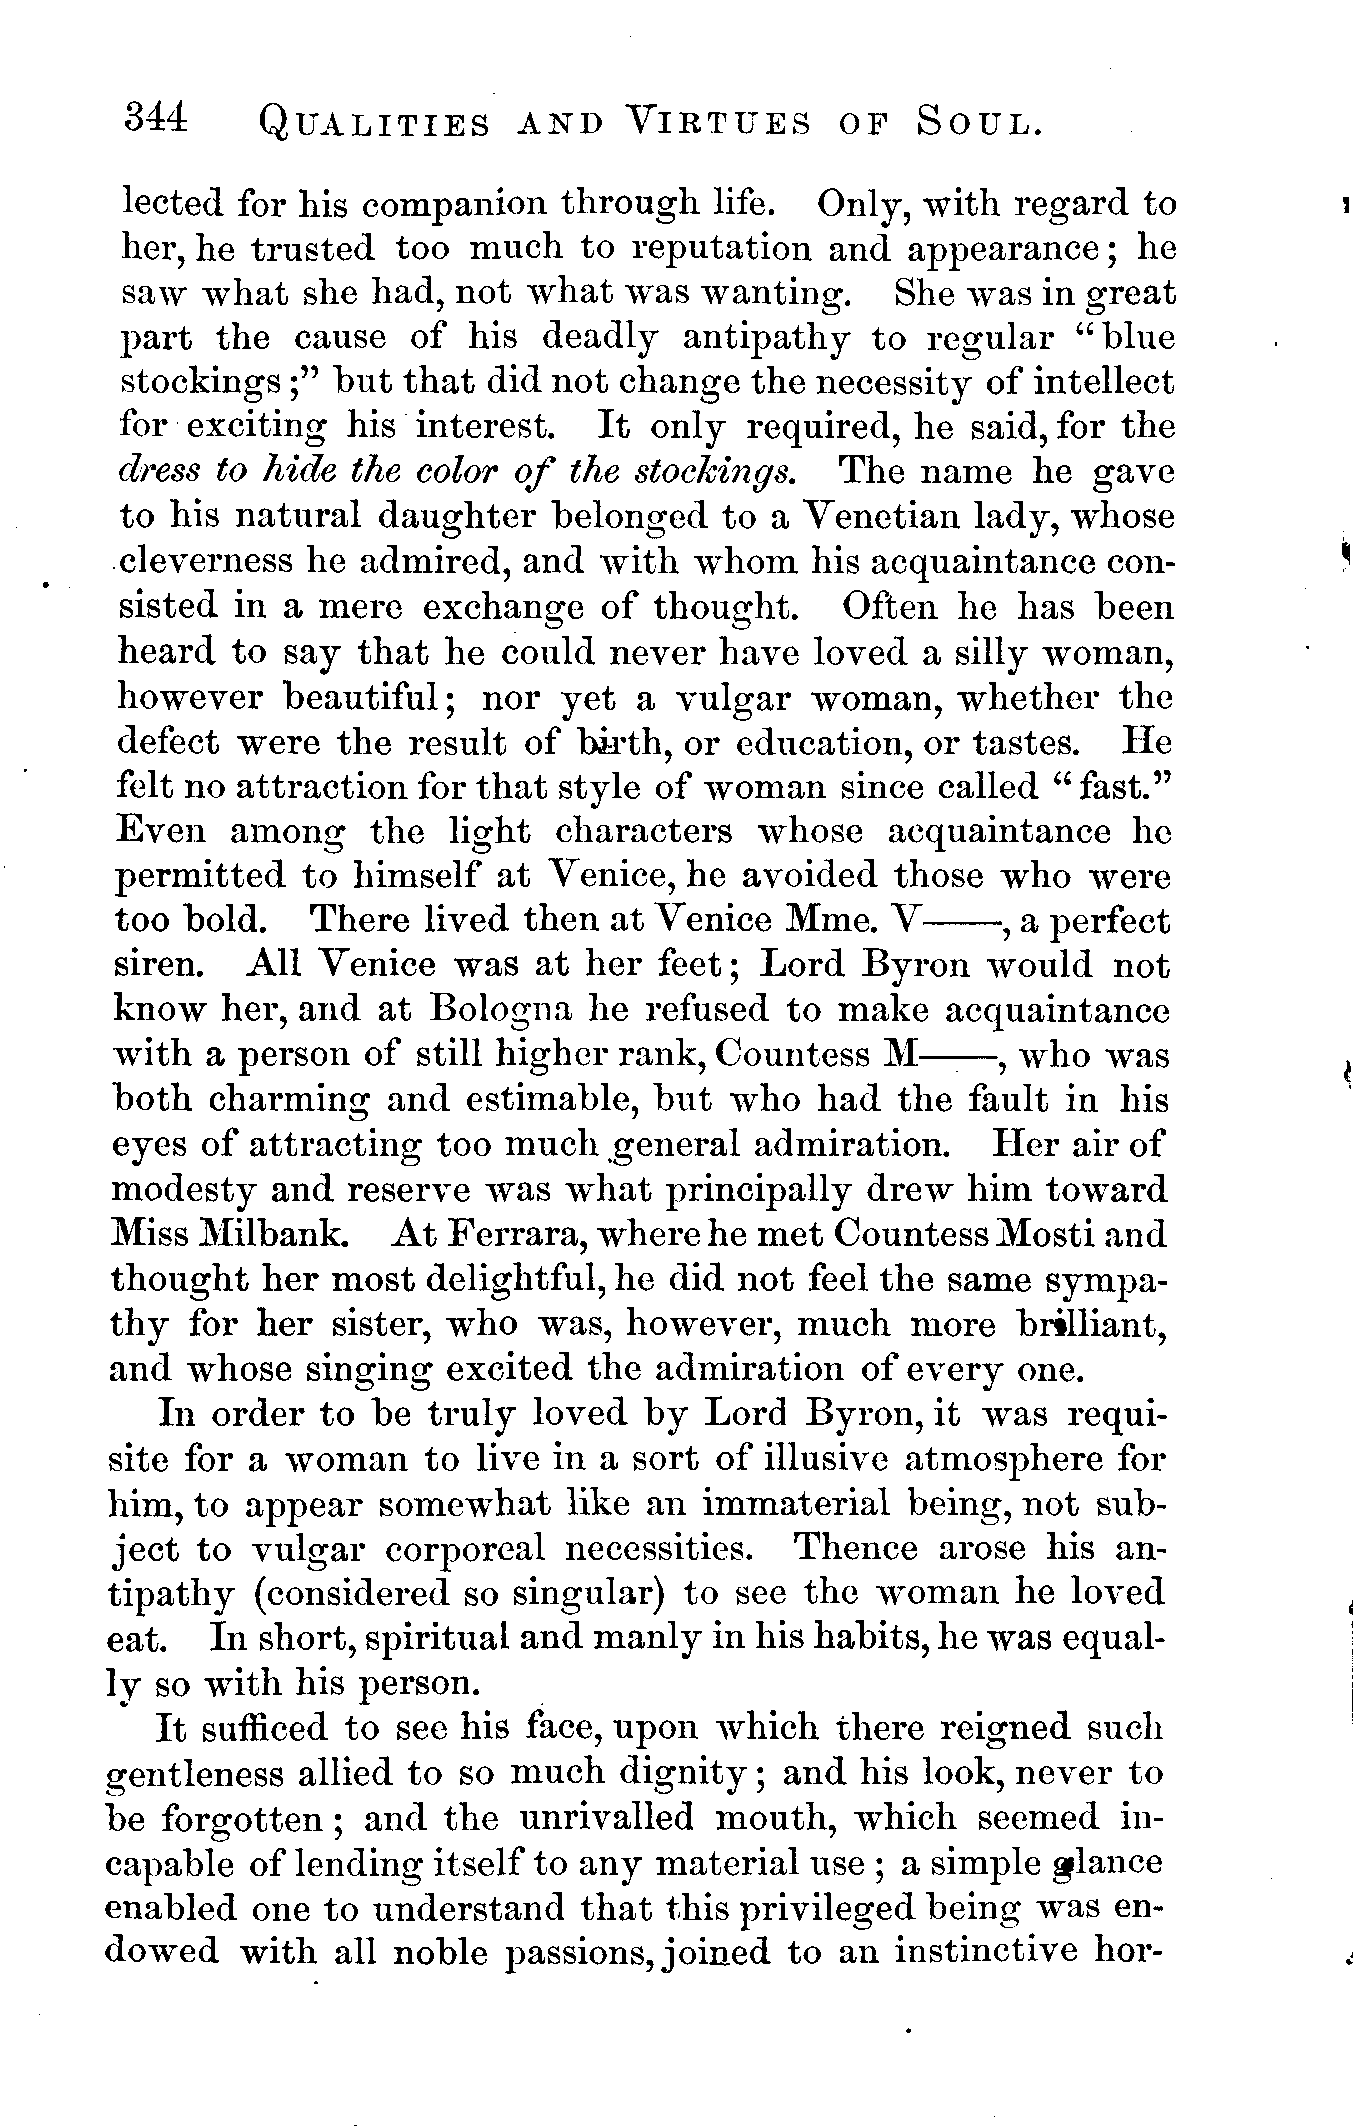 344 QUALITIES AND VIRTUES OF SOUL.
lected for his companion through life. Only, with regard to
her, he trusted too much to reputation and appearance; he
saw what she had, not what was wanting. She was in great
part the cause of his deadly antipathy to regular "blue
stockings;" but that did not change the necessity of intellect
for exciting his interest. It only required, he said, for the
dress to hide the color of the stockings. The name he gave
to his natural daughter belonged to a Venetian lady, whose
cleverness he admired, and with whom his acquaintance con-
sisted in a mere exchange of thought. Often he has been
heard to say that he could never have loved a silly woman,
however beautiful; nor yet a vulgar woman, whether the
defect were the result of birth, or education, or tastes. He
felt no attraction for that style of woman since called "fast."
Even among the light characters whose acquaintance he
permitted to himself at Venice, he avoided those who were
too bold. There lived then at Venice Mme. V——, a perfect
siren. All Venice was at her feet; Lord Byron would not
know her, and at Bologna he refused to make acquaintance
with a person of still higher rank, Countess M——, who was
both charming and estimable, but who had the fault in his
eyes of attracting too much general admiration. Her air of
modesty and reserve was what principally drew him toward
Miss Milbank. At Ferrara, where he met Countess Mosti and
thought her most delightful, he did not feel the same sympa-
thy for her sister, who was, however, much more brilliant,
and whose singing excited the admiration of every one.
In order to be truly loved by Lord Byron, it was requi-
site for a woman to live in a sort of illusive atmosphere for
him, to appear somewhat like an immaterial being, not sub-
ject to vulgar corporeal necessities. Thence arose his an-
tipathy (considered so singular) to see the woman he loved
eat. In short, spiritual and manly in his habits, he was equal-
ly so with his person.
It sufficed to see his face, upon which there reigned such
gentleness allied to so much dignity; and his look, never to
be forgotten; and the unrivalled mouth, which seemed in-
capable of lending itself to any material use; a simple glance
enabled one to understand that this privileged being was en-
dowed with all noble passions, joined to an instinctive hor-